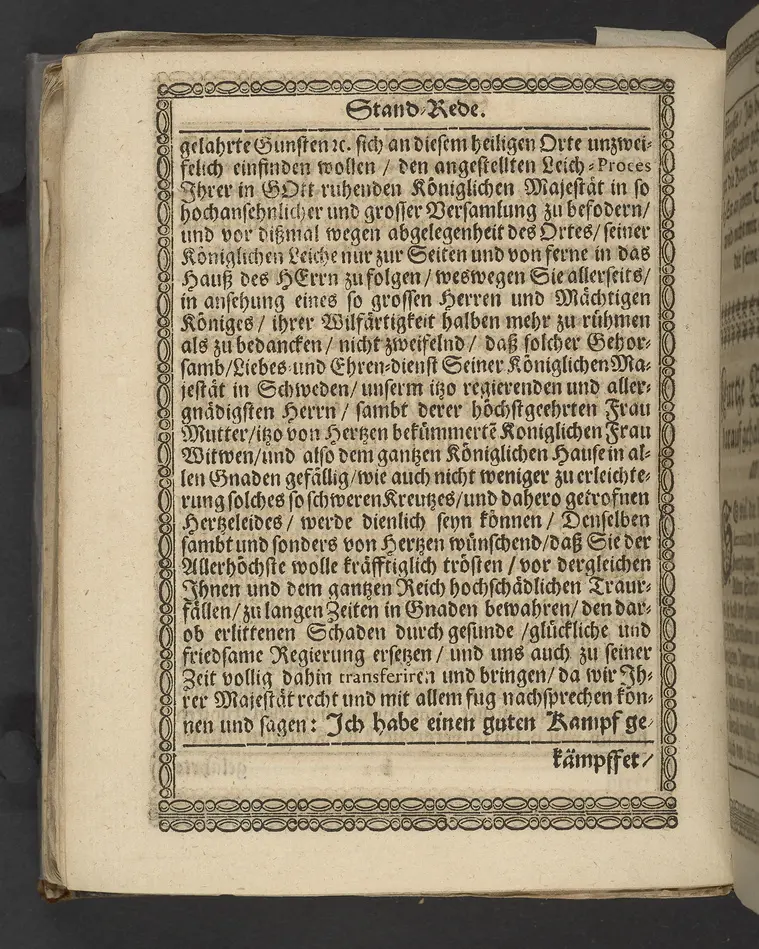 Stand-Rede.
gelahrte Gunsten ꝛc. sich an diesem heiligen Orte unzwei-
felich einfinden wollen / den angestellten Leich-Proces
Ihrer in GOtt ruhenden Königlichen Majestät in so
hochansehnlicher und grosser Versamlung zu befodern/
und vor dißmal wegen abgelegenheit des Ortes / seiner
Königlichen Leiche nur zur Seiten und von ferne in das
Hauß des HErrn zu folgen / weswegen Sie allerseits/
in ansehung eines so grossen Herren und Mächtigen
Königes / ihrer Wilfärtigkeit halben mehr zu rühmen
als zu bedancken / nicht zweifelnd / daß solcher Gehor-
samb/Liebes-und Ehren-dienst Seiner Königlichen Ma-
jestät in Schweden / unserm itzo regierenden und aller-
gnädigsten Herrn / sambt derer höchstgeehrten Frau
Mutter/itzo von Hertzen bekümmertē Koniglichen Frau
Witwen/und also dem gantzen Königlichen Hause in al-
len Gnaden gefällig/wie auch nicht weniger zu erleichte-
rung solches so schweren Kreutzes/und dahero getrofnen
Hertzeleides / werde dienlich seyn können / Denselben
sambt und sonders von Hertzen wünschend/daß Sie der
Allerhöchste wolle kräfftiglich trösten / vor dergleichen
Ihnen und dem gantzen Reich hochschädlichen Traur-
fällen/ zu langen Zeiten in Gnaden bewahren / den dar-
ob erlittenen Schaden durch gesunde /glückliche und
friedsame Regierung ersetzen / und uns auch zu seiner
Zeit vollig dahin transferiren und bringen/ da wir Ih-
rer Majestät recht und mit allem fug nachsprechen kön-
nen und sagen: Ich habe einen guten Kampf ge-
kämpffet/